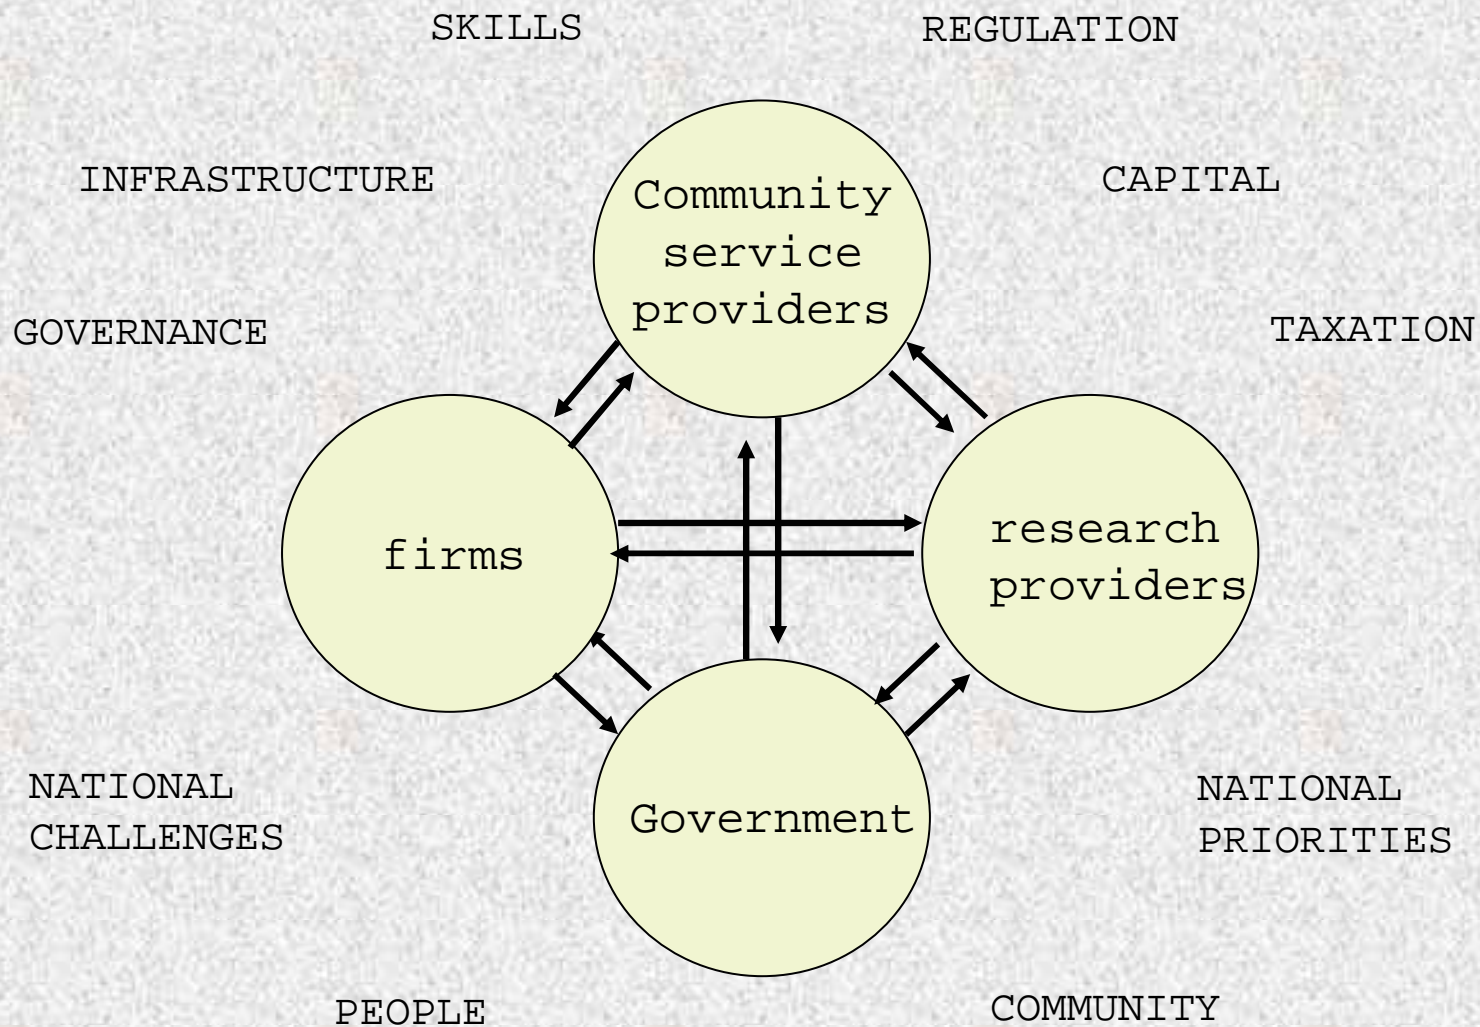 SKILLS
REGULATION
INFRASTRUCTURE
CAPITAL
Community
service
providers
GOVERNANCE
TAXATION
firms
research
providers
Government
NATIONAL
CHALLENGES
NATIONAL
PRIORITIES
PEOPLE
COMMUNITY